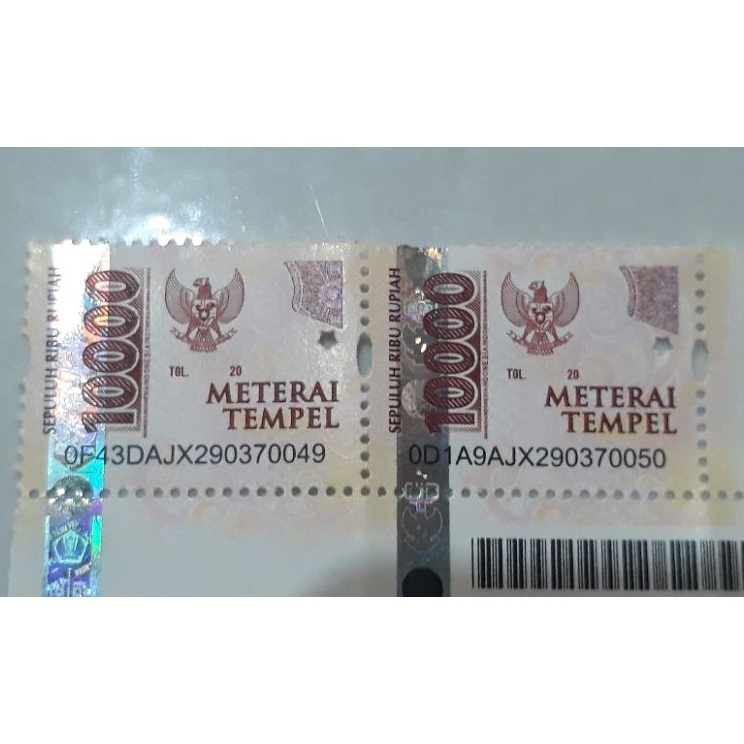 SEPULUH RIBU RUPIAH
10000
TGL. 20
METERAI
TEMPEL
0F43DAJX290370049
SEPULUH RIBU RUPIAH
10000
TGL. 20
METERAI
TEMPEL
0D1A9AJX290370050